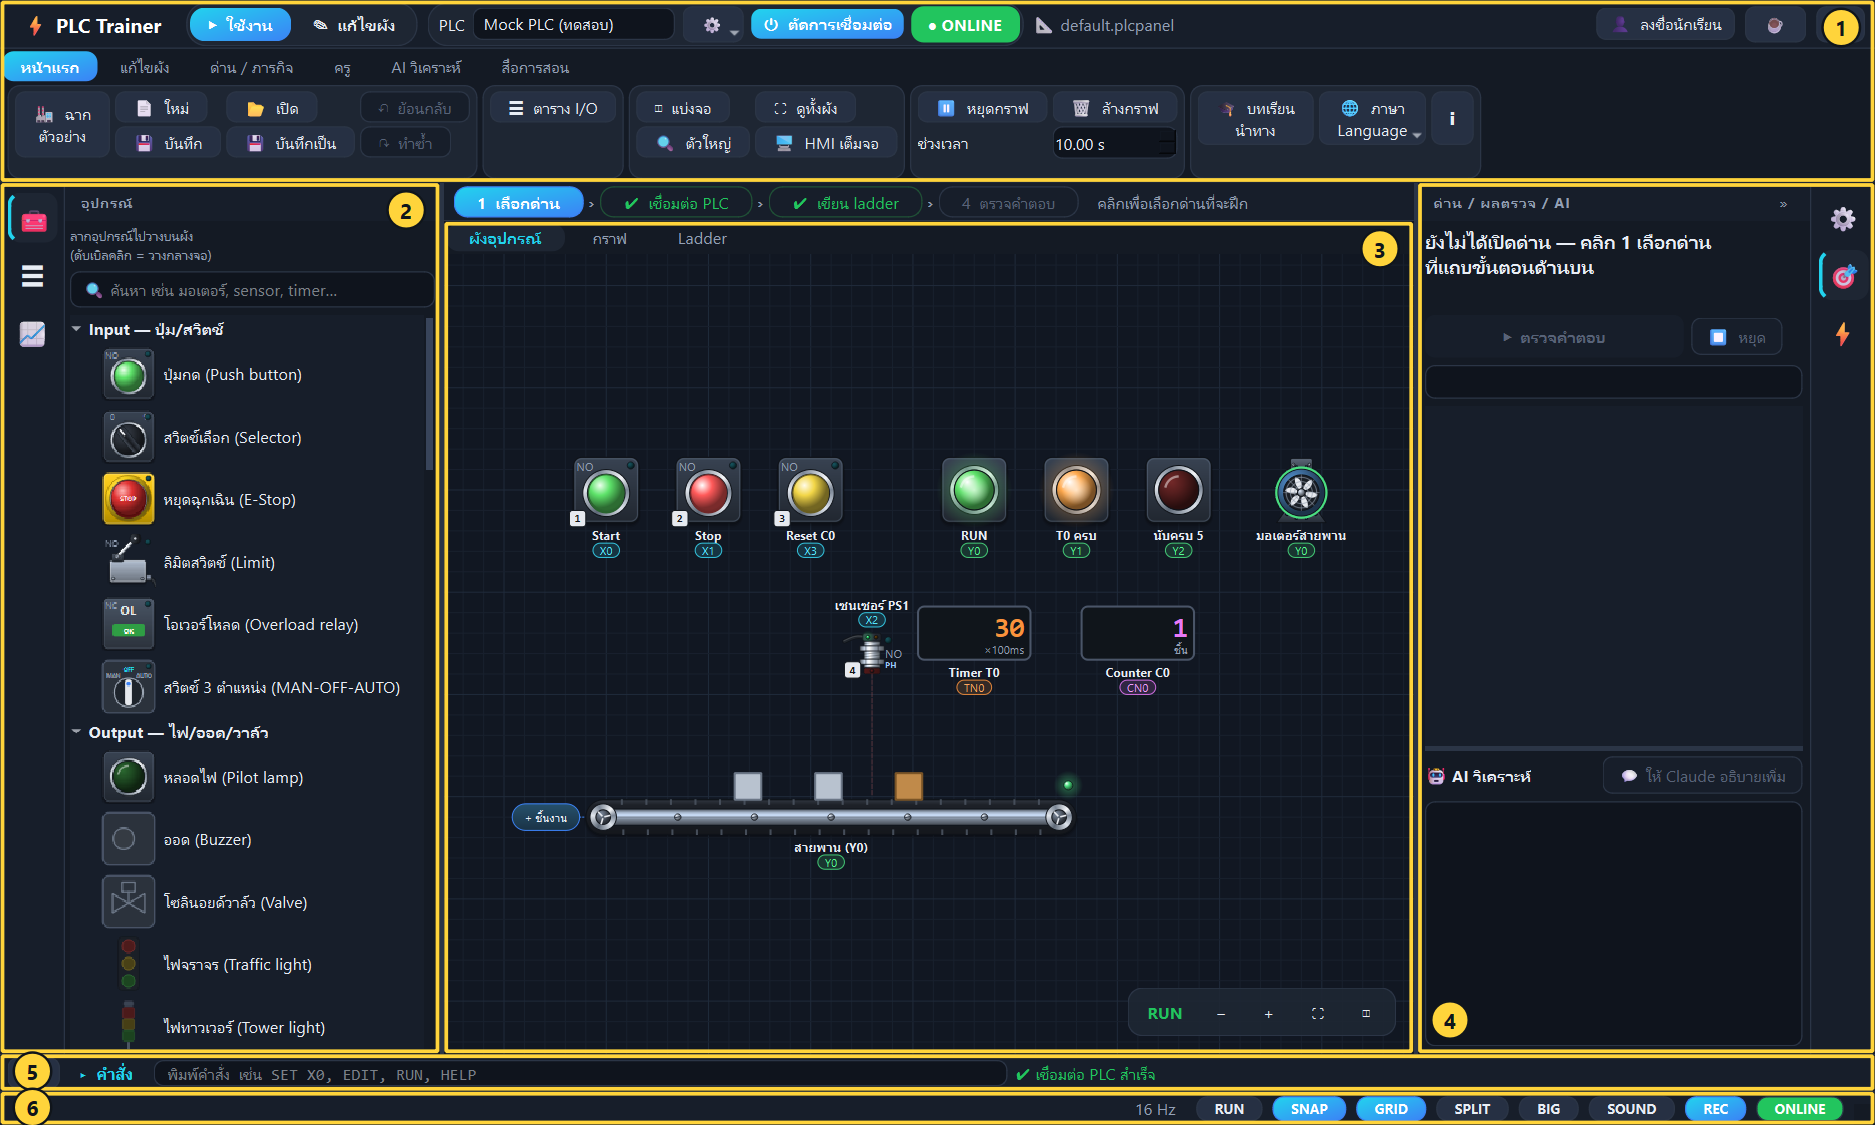 PLC Trainer
ใช้งาน
แก้ไขผัง
PLC
Mock PLC (ทดสอบ)
ตัดการเชื่อมต่อ
● ONLINE
default.plcpanel
ลงชื่อนักเรียน
1
หน้าแรก
แก้ไขผัง
ด่าน / ภารกิจ
ครู
AI วิเคราะห์
สื่อการสอน
ฉาก
ตัวอย่าง
ใหม่
เปิด
ย้อนกลับ
บันทึก
บันทึกเป็น
ทำซ้ำ
ตาราง I/O
แบ่งจอ
ดูทั้งผัง
ตัวใหญ่
HMI เต็มจอ
หยุดกราฟ
ล้างกราฟ
ช่วงเวลา
10.00 s
บทเรียน
นำทาง
ภาษา
Language
i
อุปกรณ์
2
ลากอุปกรณ์ไปวางบนผัง
(ดับเบิลคลิก = วางกลางจอ)
ค้นหา เช่น มอเตอร์, sensor, timer...
Input — ปุ่ม/สวิตช์
NO
ปุ่มกด (Push button)
สวิตช์เลือก (Selector)
STOP
หยุดฉุกเฉิน (E-Stop)
NO
ลิมิตสวิตช์ (Limit)
NC
OL
โอเวอร์โหลด (Overload relay)
OFF
MAN
AUTO
สวิตช์ 3 ตำแหน่ง (MAN-OFF-AUTO)
Output — ไฟ/ออด/วาล์ว
หลอดไฟ (Pilot lamp)
ออด (Buzzer)
โซลินอยด์วาล์ว (Valve)
ไฟจราจร (Traffic light)
ไฟทาวเวอร์ (Tower light)
1 เลือกด่าน
›
✔ เชื่อมต่อ PLC
›
✔ เขียน ladder
›
4 ตรวจคำตอบ
คลิกเพื่อเลือกด่านที่จะฝึก
ผังอุปกรณ์
กราฟ
Ladder
3
NO
1
Start
X0
NO
2
Stop
X1
NO
3
Reset C0
X3
RUN
Y0
T0 ครบ
Y1
นับครบ 5
Y2
มอเตอร์สายพาน
Y0
เซนเซอร์ PS1
X2
NO
PH
4
30
×100ms
Timer T0
TN0
1
ชิ้น
Counter C0
CN0
+ ชิ้นงาน
สายพาน (Y0)
Y0
RUN
−
+
ด่าน / ผลตรวจ / AI
»
ยังไม่ได้เปิดด่าน — คลิก 1 เลือกด่าน
ที่แถบขั้นตอนด้านบน
ตรวจคำตอบ
หยุด
AI วิเคราะห์
ให้ Claude อธิบายเพิ่ม
4
5
คำสั่ง
พิมพ์คำสั่ง เช่น SET X0, EDIT, RUN, HELP
✔ เชื่อมต่อ PLC สำเร็จ
6
16 Hz
RUN
SNAP
GRID
SPLIT
BIG
SOUND
REC
ONLINE